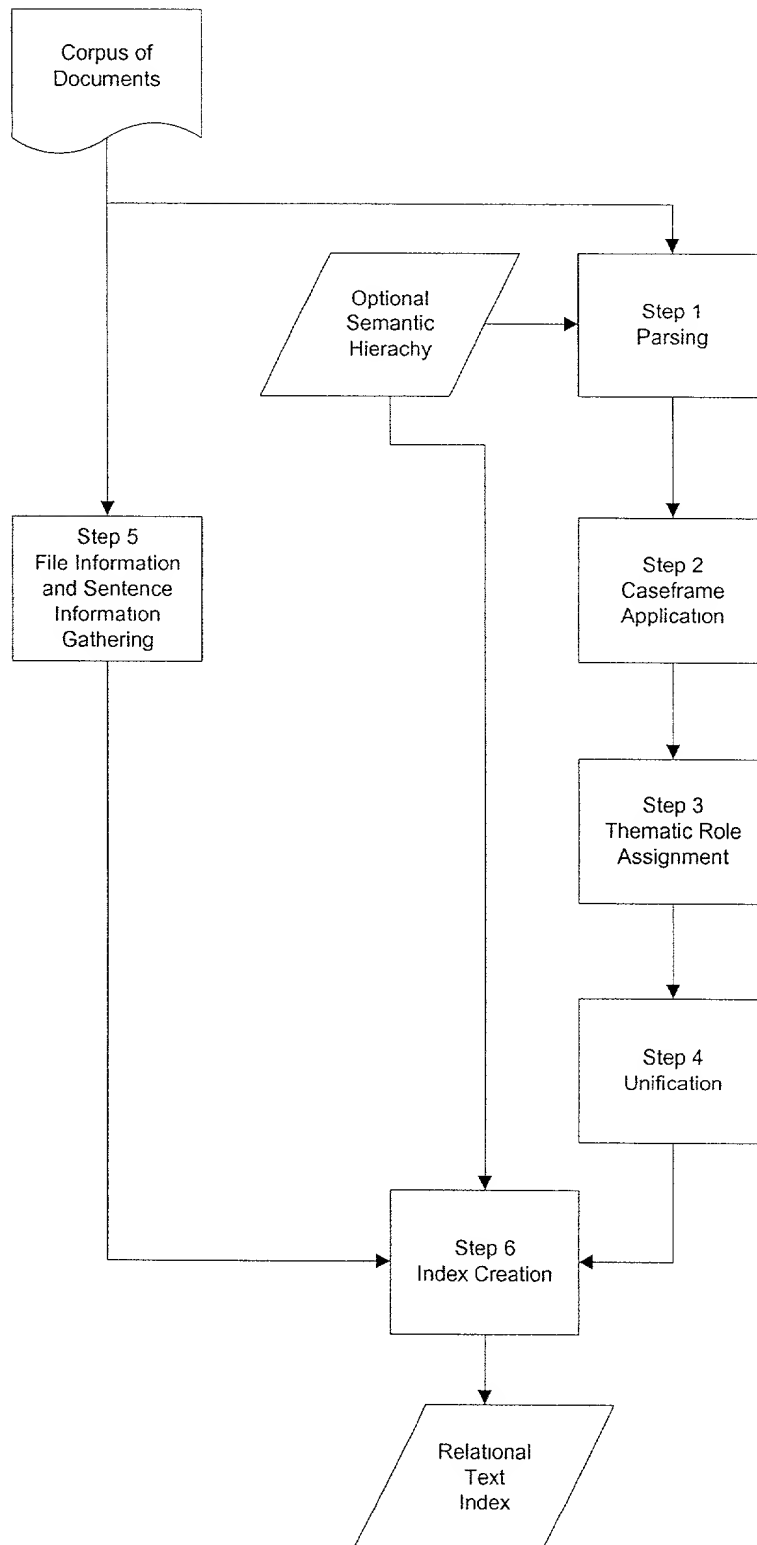 Corpus of
Documents
Optional
Semantic
Hierachy
Step 1
Parsing
Step 5
File Information
and Sentence
Information
Gathering
Step 2
Caseframe
Application
Step 3
Thematic Role
Assignment
Step 4
Unification
Step 6
Index Creation
Relational
Text
Index